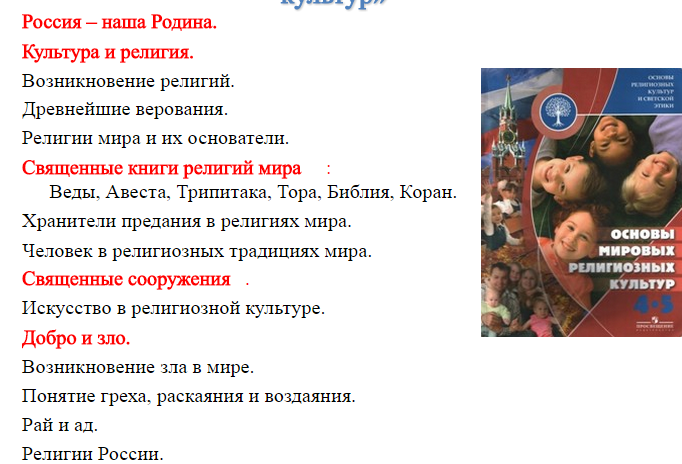 культур»
Россия – наша Родина.
Культура и религия.
Возникновение религий.
Древнейшие верования.
Религии мира и их основатели.
Священные книги религий мира :
Веды, Авеста, Трипитака, Тора, Библия, Коран.
Хранители предания в религиях мира.
Человек в религиозных традициях мира.
Священные сооружения .
Искусство в религиозной культуре.
Добро и зло.
Возникновение зла в мире.
Понятие греха, раскаяния и воздаяния.
Рай и ад.
Религии России.
ОСНОВЫ
РЕЛИГИОЗНЫХ
КУЛЬТУР
И СВЕТСКОЙ
ЭТИКИ
ОСНОВЫ
МИРОВЫХ
РЕЛИГИОЗНЫХ
КУЛЬТУР
4-5
ПРОСВЕЩЕНИЕ